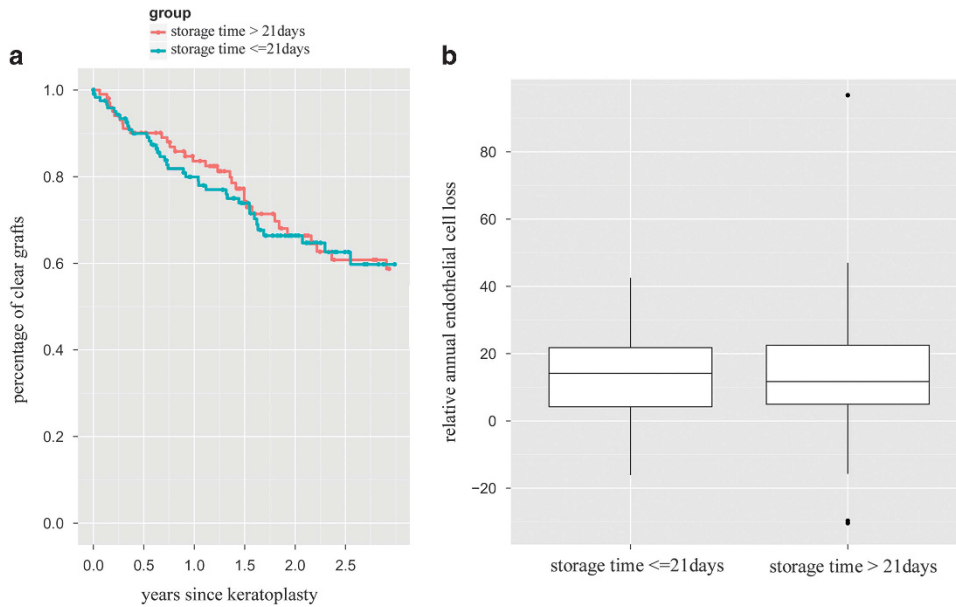 group
storage time > 21days
storage time <=21days
a
percentage of clear grafts
1.0
0.8
0.6
0.4
0.2
0.0
0.0 0.5 1.0 1.5 2.0 2.5
years since keratoplasty
b
relative annual endothelial cell loss
80
60
40
20
0
−20
storage time <=21days storage time > 21days